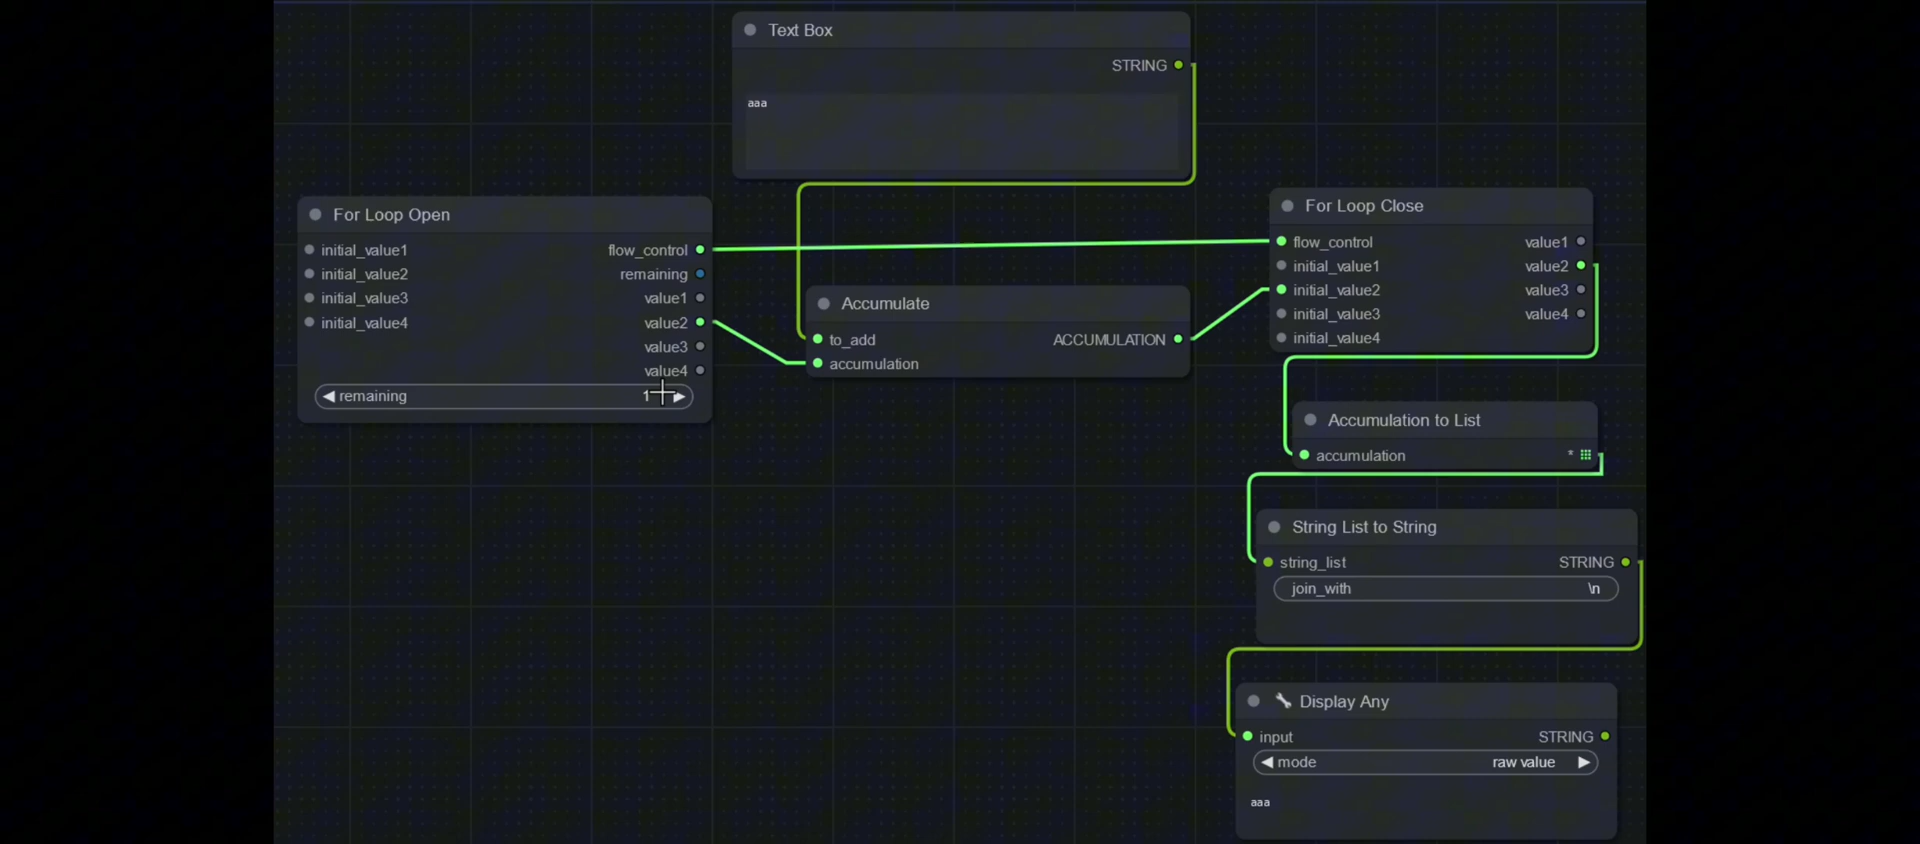 Text Box
STRING
aaa
For Loop Open
initial_value1 flow_control
initial_value2 remaining
initial_value3 value1
initial_value4 value2
value3
value4
remaining 1
Accumulate
to_add ACCUMULATION
accumulation
For Loop Close
flow_control value1
initial_value1 value2
initial_value2 value3
initial_value3 value4
initial_value4
Accumulation to List
accumulation *
String List to String
string_list STRING
join_with \n
Display Any
input STRING
mode raw value
aaa